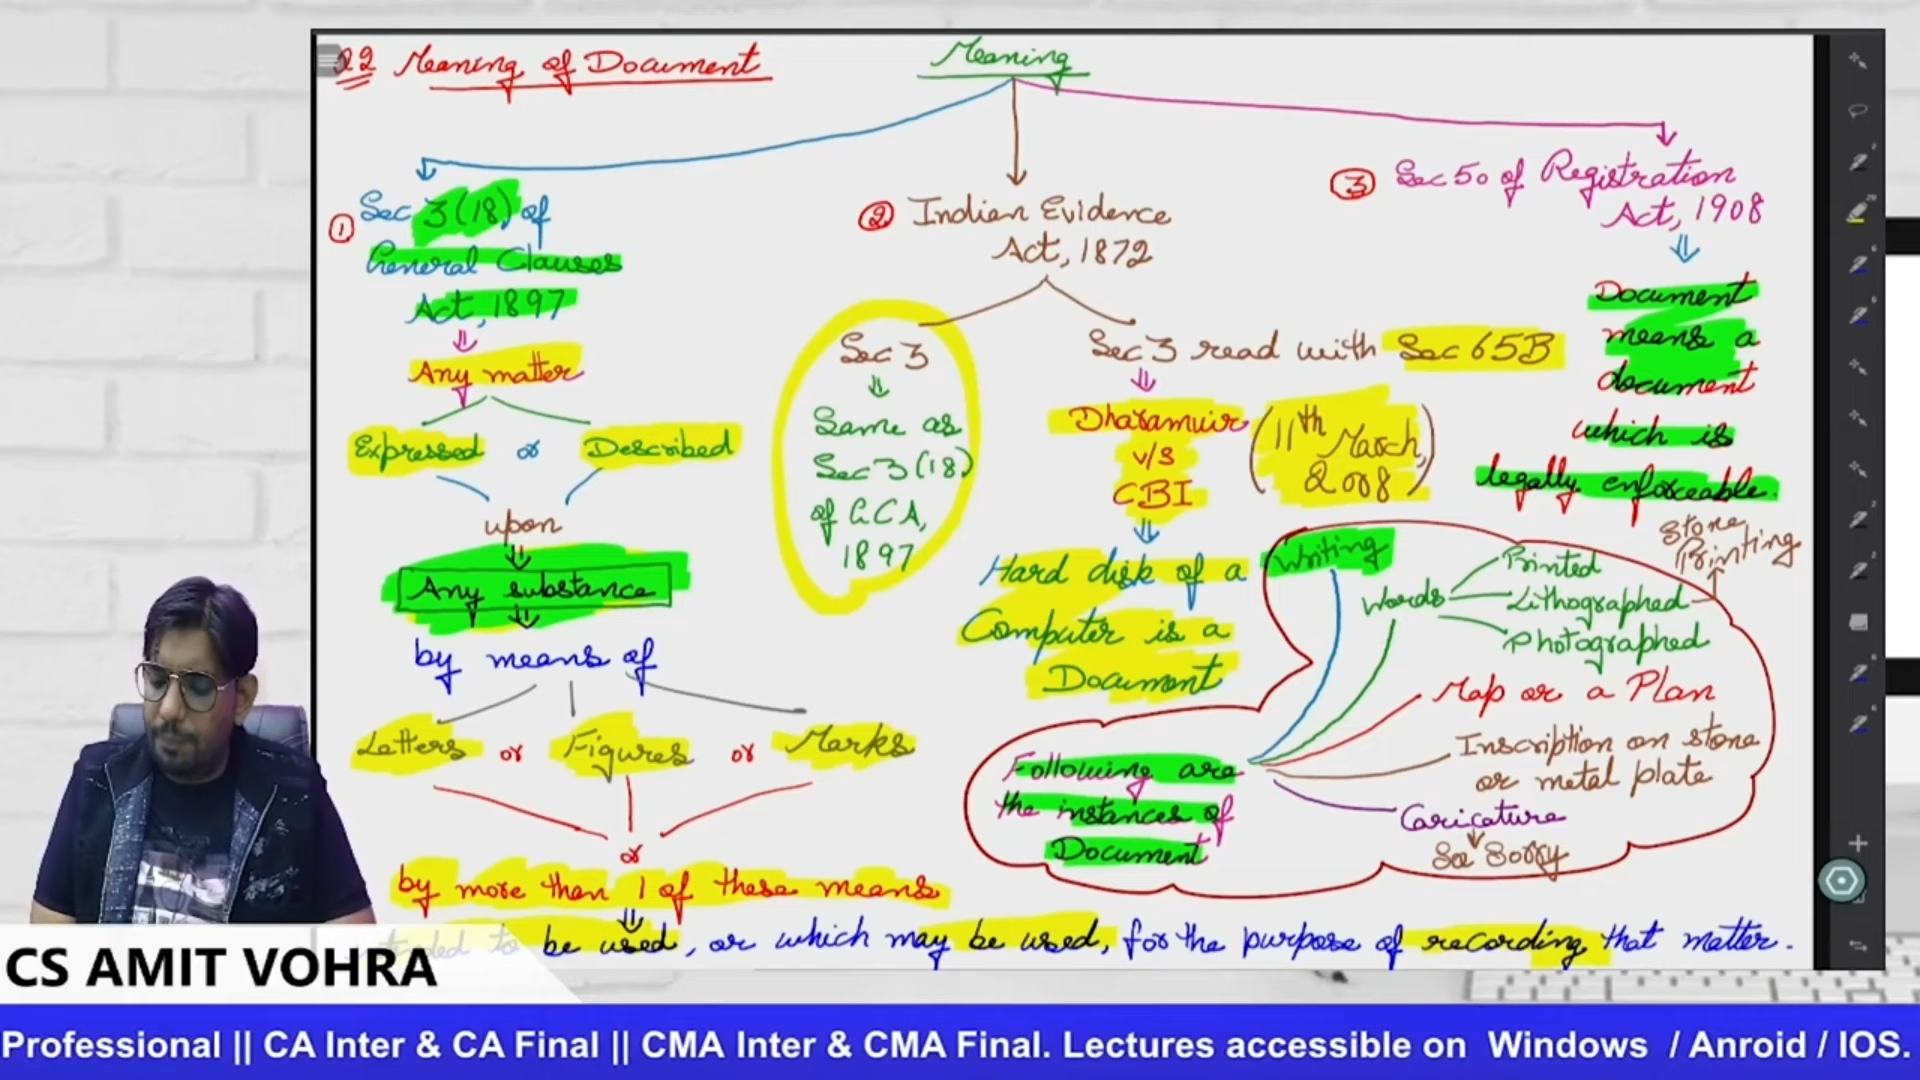 22 Meaning of Document
Meaning
① Sec 3(18) of
General Clauses
Act, 1897
Any matter
Expressed or Described
upon
Any substance
by means of
Letters or Figures or Marks
or
by more than 1 of these means
to be used, or which may be used, for the purpose of recording that matter.
② Indian Evidence
Act, 1872
Sec 3
Same as
Sec 3(18)
of GCA,
1897
Sec 3 read with Sec 65B
Dharamvir
v/s
CBI
(11th March,
2008)
Hard disk of a
Computer is a
Document
③ Sec 50 of Registration
Act, 1908
Document
means a
document
which is
legally enforceable.
Following are
the instances of
Document
Writing
Words
Printed
Lithographed
Stone
Printing
Photographed
Map or a Plan
Inscription on stone
or metal plate
Caricature
Sorry
CS AMIT VOHRA
Professional || CA Inter & CA Final || CMA Inter & CMA Final. Lectures accessible on Windows / Anroid / IOS.